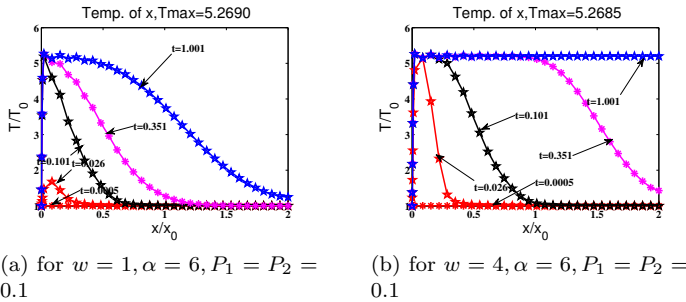 Temp. of x,Tmax=5.2690
6
5
4
3
2
1
0
0.5
1
1.5
2
T/T0
x/x0
t=1.001
t=0.351
t=0.101
t=0.026
t=0.0005
(a) for w = 1, α = 6, P1 = P2 =
0.1
Temp. of x,Tmax=5.2685
6
5
4
3
2
1
0
0.5
1
1.5
2
T/T0
x/x0
t=1.001
t=0.101
t=0.351
t=0.026
t=0.0005
(b) for w = 4, α = 6, P1 = P2 =
0.1